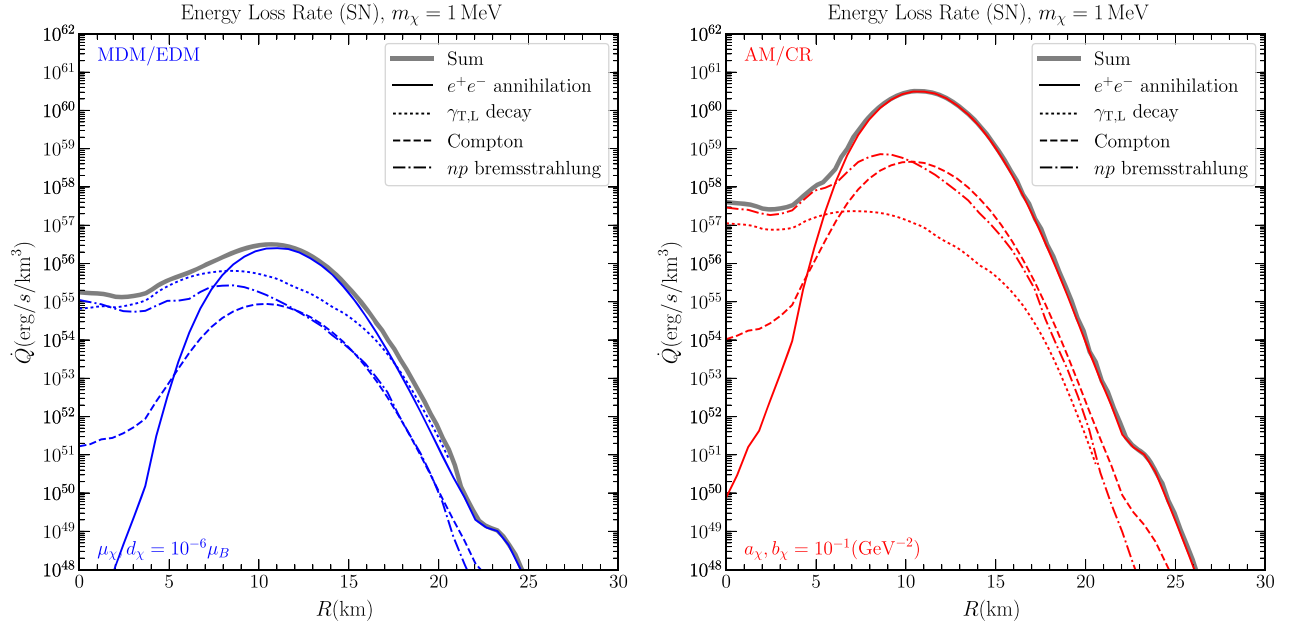 Energy Loss Rate (SN), m_χ = 1 MeV
10^62
10^61
10^60
10^59
10^58
10^57
10^56
10^55
10^54
10^53
10^52
10^51
10^50
10^49
10^48
Q̇(erg/s/km³)
MDM/EDM
Sum
e⁺e⁻ annihilation
γ_T,L decay
Compton
np bremsstrahlung
μ_χ, d_χ = 10⁻⁶μ_B
0 5 10 15 20 25 30
R(km)
Energy Loss Rate (SN), m_χ = 1 MeV
10^62
10^61
10^60
10^59
10^58
10^57
10^56
10^55
10^54
10^53
10^52
10^51
10^50
10^49
10^48
Q̇(erg/s/km³)
AM/CR
Sum
e⁺e⁻ annihilation
γ_T,L decay
Compton
np bremsstrahlung
a_χ, b_χ = 10⁻¹(GeV⁻²)
0 5 10 15 20 25 30
R(km)